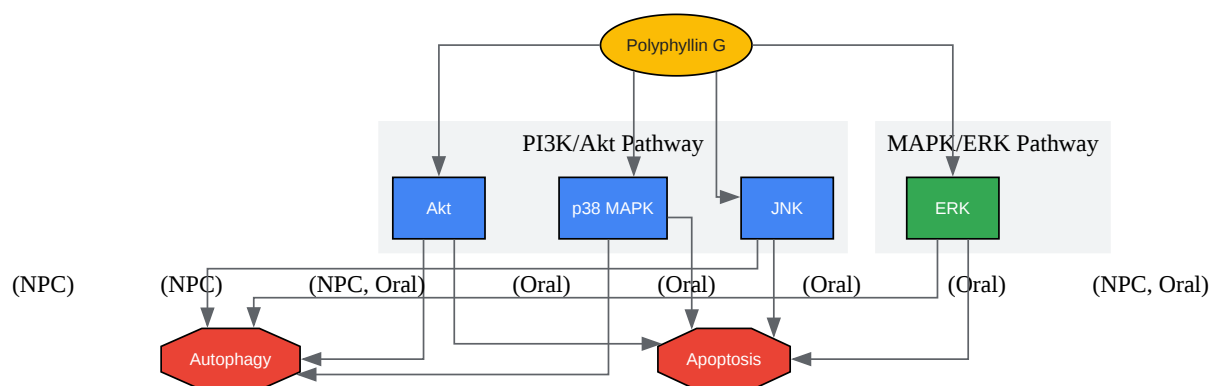 Polyphyllin G
PI3K/Akt Pathway
MAPK/ERK Pathway
Akt
p38 MAPK
JNK
ERK
(NPC)
(NPC)
(NPC, Oral)
(Oral)
(Oral)
(Oral)
(Oral)
(NPC, Oral)
Autophagy
Apoptosis